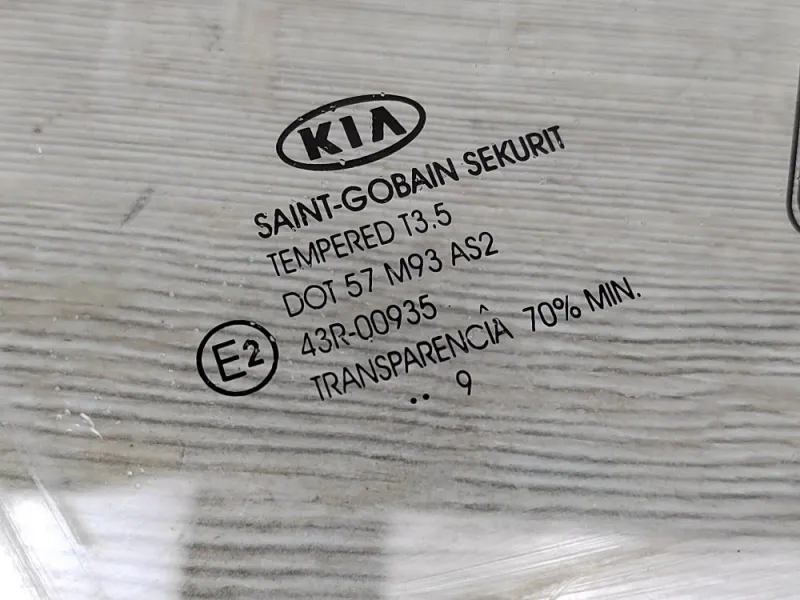 KIA
SAINT-GOBAIN SEKURIT
TEMPERED T3.5
DOT 57 M93 AS2
43R-00935
E2
TRANSPARENCÎA 70% MIN.
.. 9